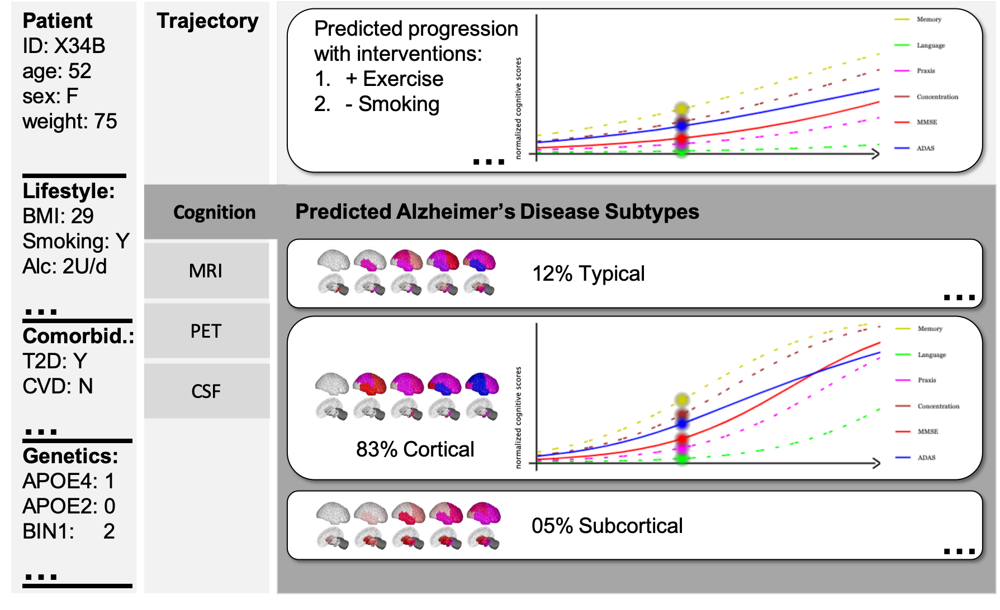 Patient
ID: X34B
age: 52
sex: F
weight: 75
Lifestyle:
BMI: 29
Smoking: Y
Alc: 2U/d
...
Comorbid.:
T2D: Y
CVD: N
...
Genetics:
APOE4: 1
APOE2: 0
BIN1: 2
...
Trajectory
Cognition
MRI
PET
CSF
Predicted progression
with interventions:
1. + Exercise
2. - Smoking
...
normalized cognitive scores
Memory
Language
Praxis
Concentration
MMSE
ADAS
Predicted Alzheimer’s Disease Subtypes
12% Typical
...
83% Cortical
normalized cognitive scores
Memory
Language
Praxis
Concentration
MMSE
ADAS
05% Subcortical
...